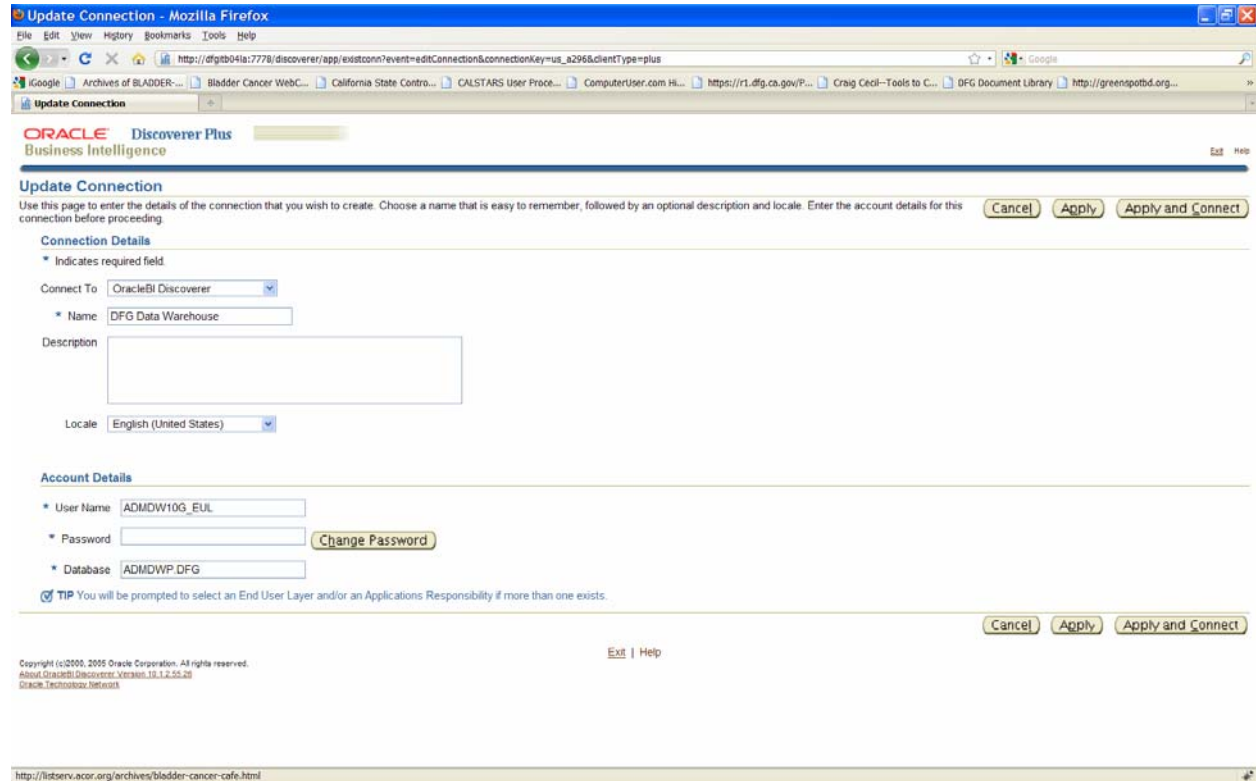 Update Connection - Mozilla Firefox
File Edit View History Bookmarks Tools Help
http://dfgitb04la:7778/discoverer/app/existconn?event=editConnection&connectionKey=us_a296&clientType=plus
Google
iGoogle Archives of BLADDER-... Bladder Cancer WebC... California State Contro... CALSTARS User Proce... ComputerUser.com Hi... https://r1.dfg.ca.gov/P... Craig Cecil--Tools to C... DFG Document Library http://greenspotbd.org... »
Update Connection
ORACLE Discoverer Plus
Business Intelligence
Exit Help
Update Connection
Use this page to enter the details of the connection that you wish to create. Choose a name that is easy to remember, followed by an optional description and locale. Enter the account details for this
connection before proceeding.
Cancel Apply Apply and Connect
Connection Details
* Indicates required field.
Connect To OracleBI Discoverer
* Name DFG Data Warehouse
Description
Locale English (United States)
Account Details
* User Name ADMDW10G_EUL
* Password Change Password
* Database ADMDWP.DFG
TIP You will be prompted to select an End User Layer and/or an Applications Responsibility if more than one exists.
Cancel Apply Apply and Connect
Exit | Help
Copyright (c)2000, 2005 Oracle Corporation. All rights reserved.
About OracleBI Discoverer Version 10.1.2.55.26
Oracle Technology Network
http://listserv.acor.org/archives/bladder-cancer-cafe.html